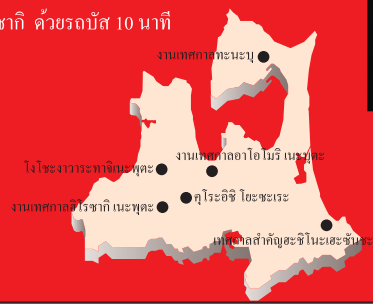 ซากิ ด้วยรถบัส 10 นาที
งานเทศกาลทะนะบุ
งานเทศกาลอาโอโมริ เนะบุตะ
โงโชะงาวาระทาจิเนะพุตะ
คุโระอิชิ โยะซะเระ
งานเทศกาลฮิโรซากิ เนะพุตะ
เทศกาลสำคัญฮะชิโนะเฮะซันชะ